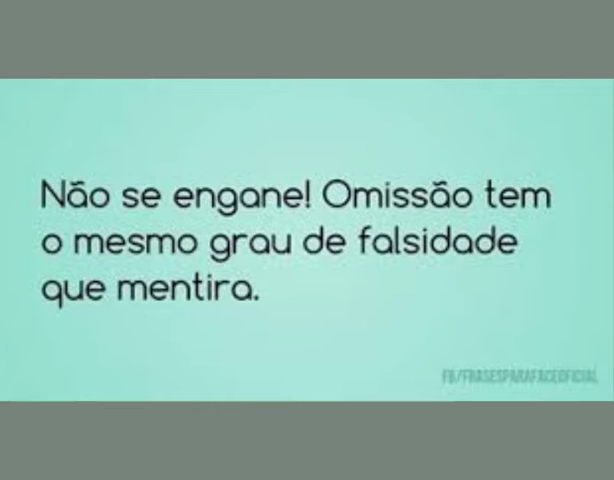 Não se engane! Omissão tem
o mesmo grau de falsidade
que mentira.
FB/FRASESPARAFACEOFICIAL